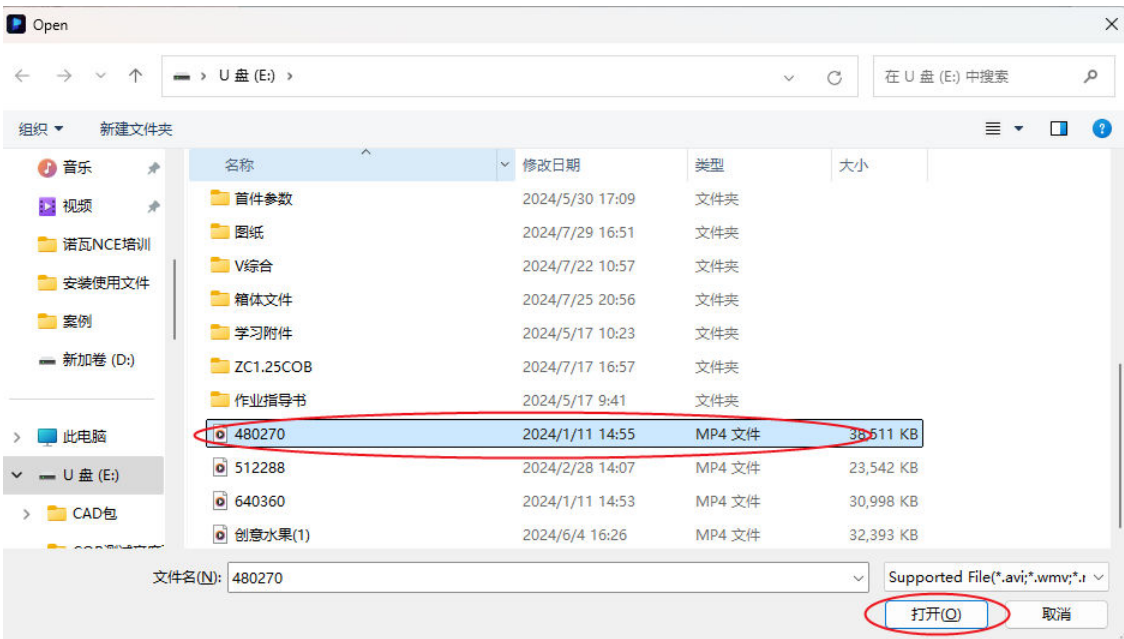 Open
U 盘 (E:)
在 U 盘 (E:) 中搜索
组织 新建文件夹
音乐
视频
诺瓦NCE培训
安装使用文件
案例
新加卷 (D:)
此电脑
U 盘 (E:)
CAD包
名称 修改日期 类型 大小
首件参数 2024/5/30 17:09 文件夹
图纸 2024/7/29 16:51 文件夹
V综合 2024/7/22 10:57 文件夹
箱体文件 2024/7/25 20:56 文件夹
学习附件 2024/5/17 10:23 文件夹
ZC1.25COB 2024/7/17 16:57 文件夹
作业指导书 2024/5/17 9:41 文件夹
480270 2024/1/11 14:55 MP4 文件 38,511 KB
512288 2024/2/28 14:07 MP4 文件 23,542 KB
640360 2024/1/11 14:53 MP4 文件 30,998 KB
创意水果(1) 2024/6/4 16:26 MP4 文件 32,393 KB
文件名(N): 480270
Supported File(*.avi;*.wmv;*.r
打开(O) 取消